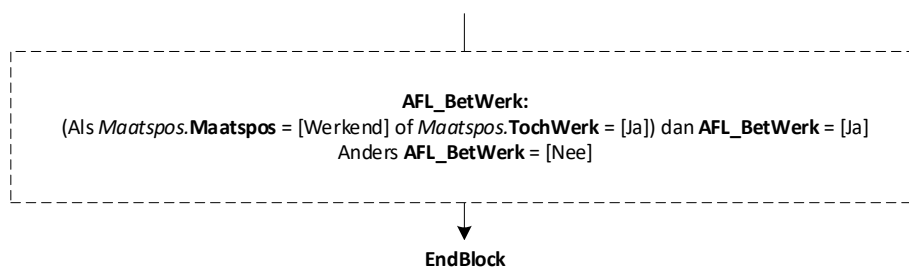 AFL_BetWerk:
(Als Maatspos.Maatspos = [Werkend] of Maatspos.TochWerk = [Ja]) dan AFL_BetWerk = [Ja]
Anders AFL_BetWerk = [Nee]
EndBlock